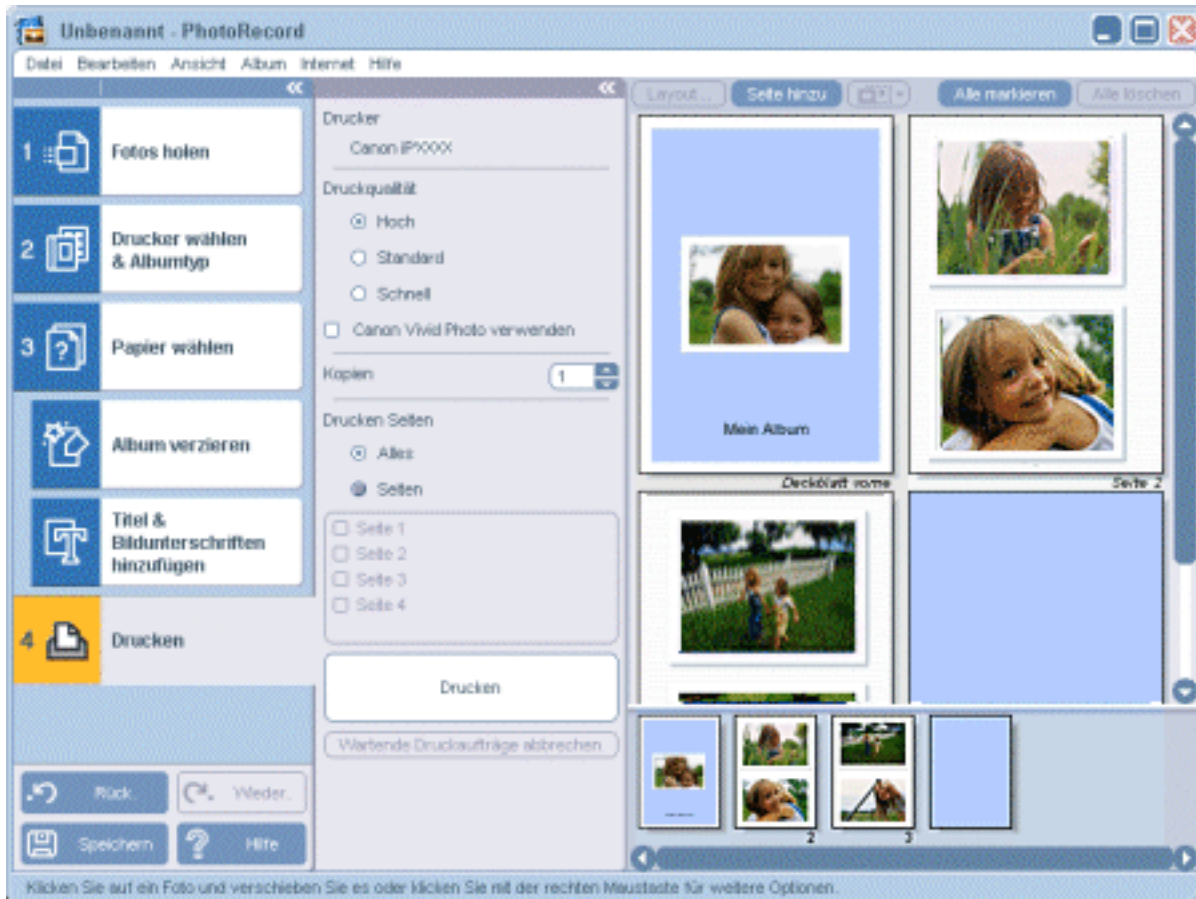 Unbenannt - PhotoRecord
Datei Bearbeiten Ansicht Album Internet Hilfe
1 Fotos holen
2 Drucker wählen
& Albumtyp
3 Papier wählen
Album verzieren
Titel &
Bildunterschriften
hinzufügen
4 Drucken
Rück.
Wieder.
Speichern
Hilfe
Drucker
Canon iPXXXX
Druckqualität
Hoch
Standard
Schnell
Canon Vivid Photo verwenden
Kopien 1
Drucken Seiten
Alles
Seiten
Seite 1
Seite 2
Seite 3
Seite 4
Drucken
Wartende Druckaufträge abbrechen
Layout... Seite hinzu Alle markieren Alle löschen
Mein Album
Deckblatt vorne
Seite 2
2
3
Klicken Sie auf ein Foto und verschieben Sie es oder klicken Sie mit der rechten Maustaste für weitere Optionen.